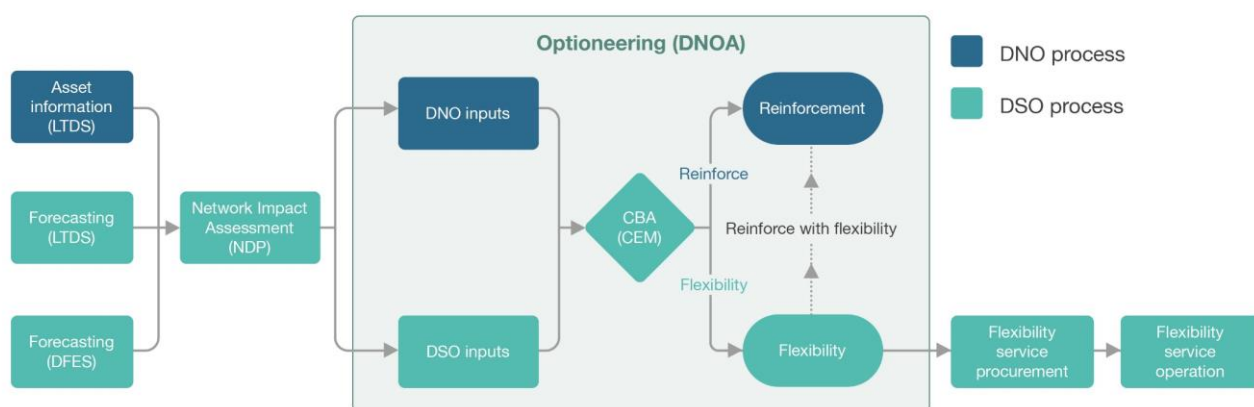 Optioneering (DNOA)
DNO process
DSO process
Asset
information
(LTDS)
Forecasting
(LTDS)
Forecasting
(DFES)
Network Impact
Assessment
(NDP)
DNO inputs
DSO inputs
CBA
(CEM)
Reinforce
Flexibility
Reinforcement
Reinforce with flexibility
Flexibility
Flexibility
service
procurement
Flexibility
service
operation